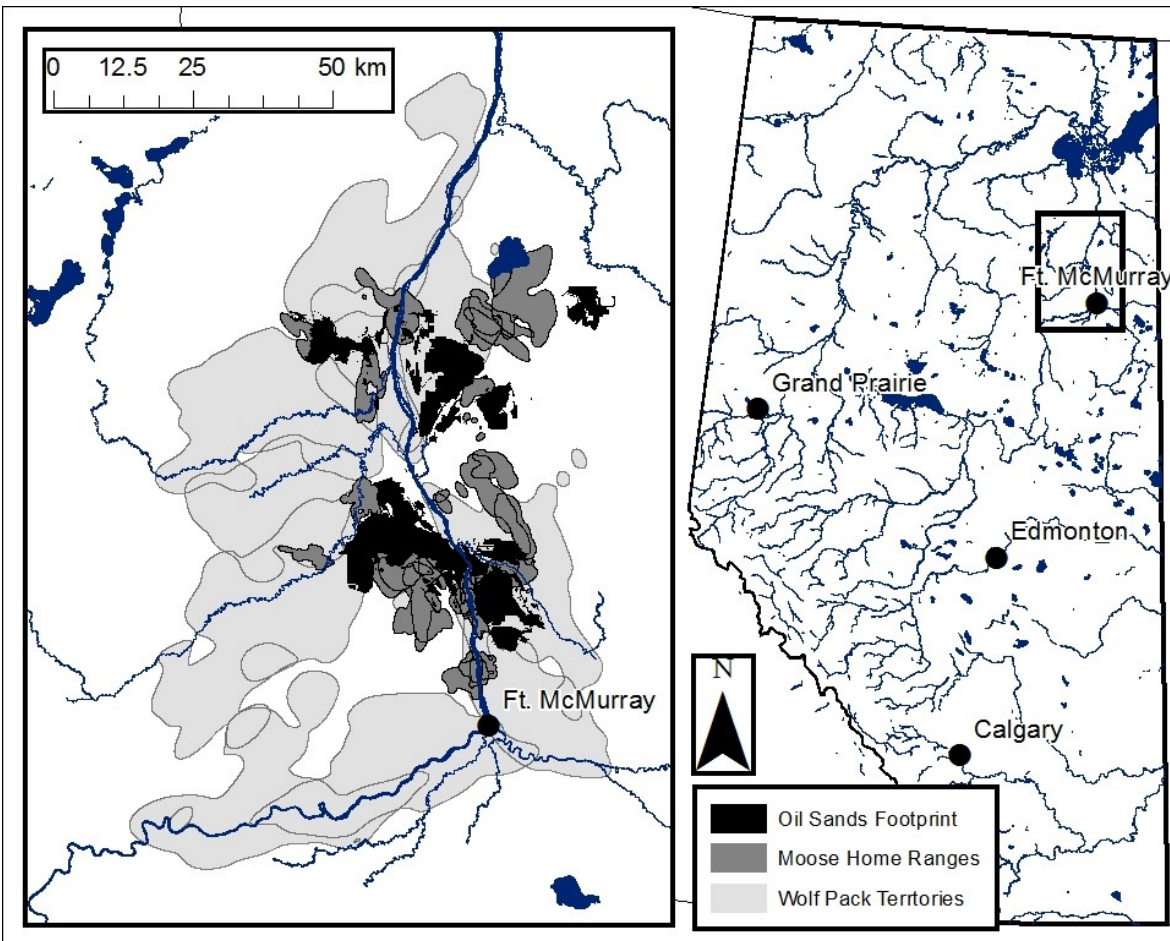 0 12.5 25 50 km
Ft. McMurray
Ft. McMurray
Grand Prairie
Edmonton
Calgary
N
Oil Sands Footprint
Moose Home Ranges
Wolf Pack Terrtories